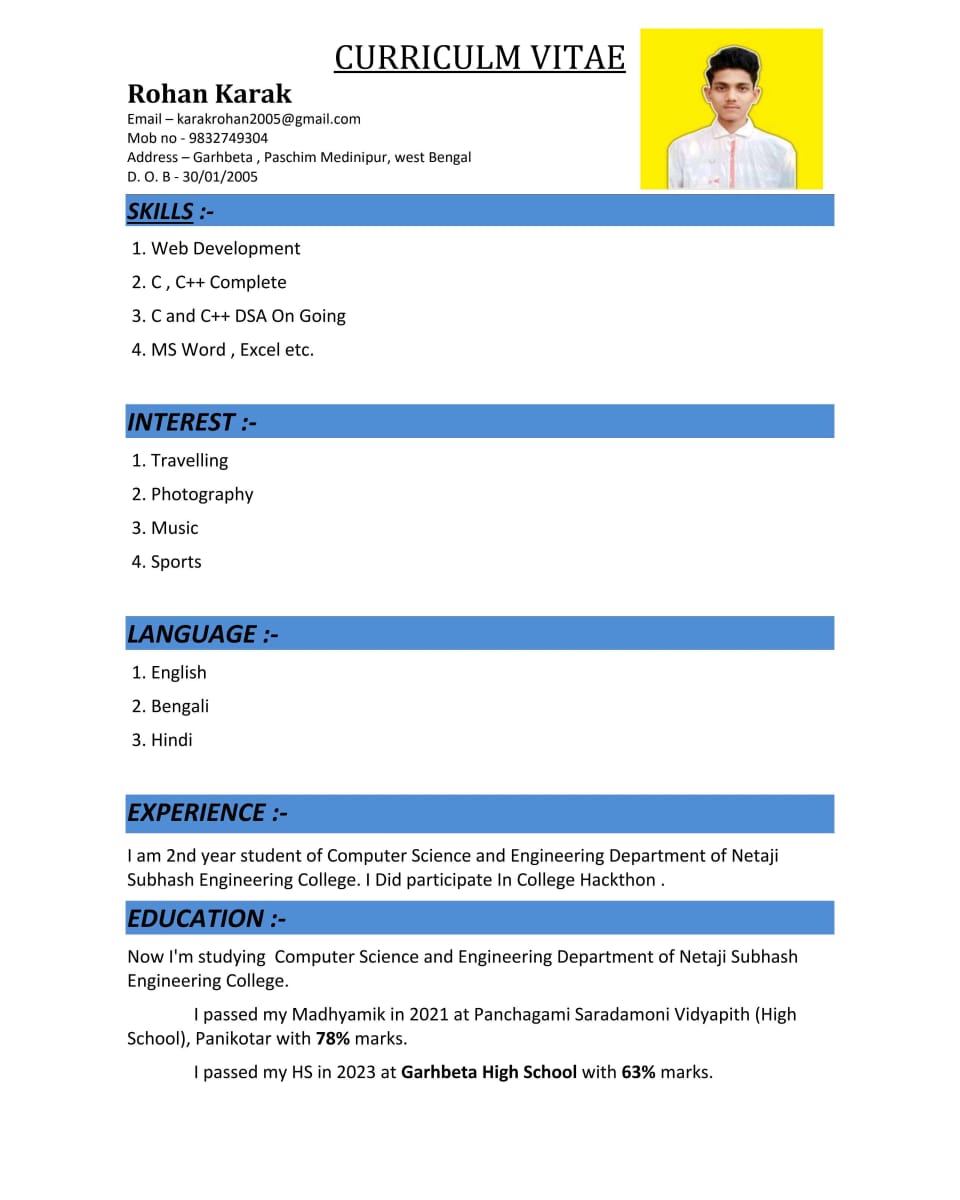 CURRICULM VITAE
Rohan Karak
Email – karakrohan2005@gmail.com
Mob no - 9832749304
Address – Garhbeta , Paschim Medinipur, west Bengal
D. O. B - 30/01/2005
SKILLS :-
1. Web Development
2. C , C++ Complete
3. C and C++ DSA On Going
4. MS Word , Excel etc.
INTEREST :-
1. Travelling
2. Photography
3. Music
4. Sports
LANGUAGE :-
1. English
2. Bengali
3. Hindi
EXPERIENCE :-
I am 2nd year student of Computer Science and Engineering Department of Netaji
Subhash Engineering College. I Did participate In College Hackthon .
EDUCATION :-
Now I'm studying  Computer Science and Engineering Department of Netaji Subhash
Engineering College.
I passed my Madhyamik in 2021 at Panchagami Saradamoni Vidyapith (High
School), Panikotar with 78% marks.
I passed my HS in 2023 at Garhbeta High School with 63% marks.